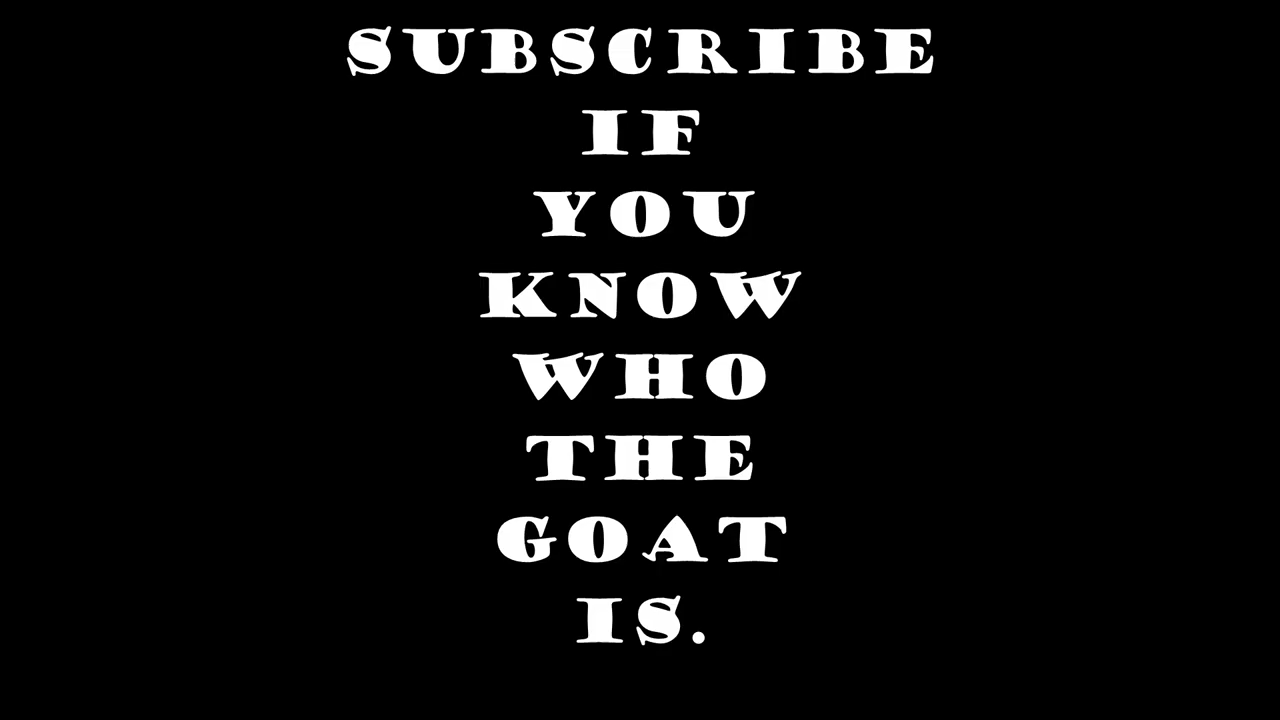 SUBSCRIBE
IF
YOU
KNOW
WHO
THE
GOAT
IS.